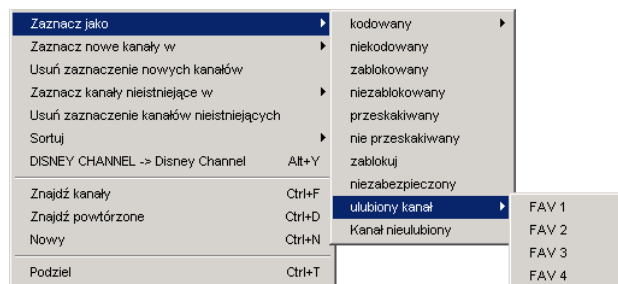 Zaznacz jako
Zaznacz nowe kanały w
Usuń zaznaczenie nowych kanałów
Zaznacz kanały nieistniejące w
Usuń zaznaczenie kanałów nieistniejących
Sortuj
DISNEY CHANNEL -> Disney Channel Alt+Y
Znajdź kanały Ctrl+F
Znajdź powtórzone Ctrl+D
Nowy Ctrl+N
Podziel Ctrl+T
kodowany
niekodowany
zablokowany
niezablokowany
przeskakiwany
nie przeskakiwany
zablokuj
niezabezpieczony
ulubiony kanał
Kanał nieulubiony
FAV 1
FAV 2
FAV 3
FAV 4